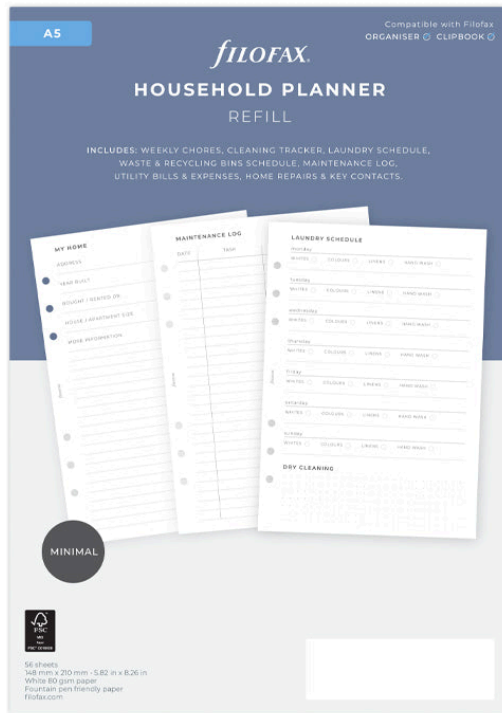 A5
Compatible with Filofax
ORGANISER CLIPBOOK
FILOFAX®
HOUSEHOLD PLANNER
REFILL
INCLUDES: WEEKLY CHORES, CLEANING TRACKER, LAUNDRY SCHEDULE,
WASTE & RECYCLING BINS SCHEDULE, MAINTENANCE LOG,
UTILITY BILLS & EXPENSES, HOME REPAIRS & KEY CONTACTS.
MY HOME
ADDRESS
YEAR BUILT
BOUGHT / RENTED ON
HOUSE / APARTMENT SIZE
MORE INFORMATION
MAINTENANCE LOG
DATE TASK
LAUNDRY SCHEDULE
monday
WHITES COLOURS LINENS HAND WASH
tuesday
WHITES COLOURS LINENS HAND WASH
wednesday
WHITES COLOURS LINENS HAND WASH
thursday
WHITES COLOURS LINENS HAND WASH
friday
WHITES COLOURS LINENS HAND WASH
saturday
WHITES COLOURS LINENS HAND WASH
sunday
WHITES COLOURS LINENS HAND WASH
DRY CLEANING
MINIMAL
FSC
56 sheets
148 mm x 210 mm - 5.82 in x 8.26 in
White 80 gsm paper
Fountain pen friendly paper
filofax.com